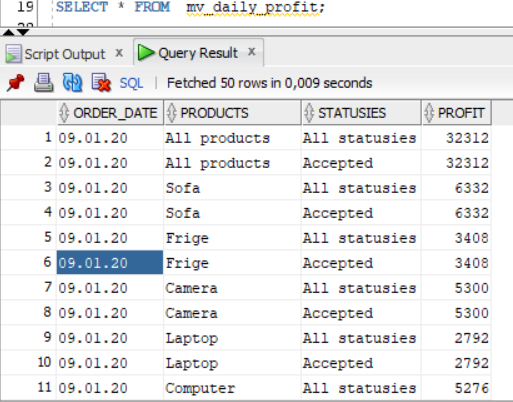 19 SELECT * FROM mv_daily_profit;
20
Script Output x Query Result x
SQL | Fetched 50 rows in 0,009 seconds
ORDER_DATE PRODUCTS STATUSIES PROFIT
1 09.01.20 All products All statusies 32312
2 09.01.20 All products Accepted 32312
3 09.01.20 Sofa All statusies 6332
4 09.01.20 Sofa Accepted 6332
5 09.01.20 Frige All statusies 3408
6 09.01.20 Frige Accepted 3408
7 09.01.20 Camera All statusies 5300
8 09.01.20 Camera Accepted 5300
9 09.01.20 Laptop All statusies 2792
10 09.01.20 Laptop Accepted 2792
11 09.01.20 Computer All statusies 5276